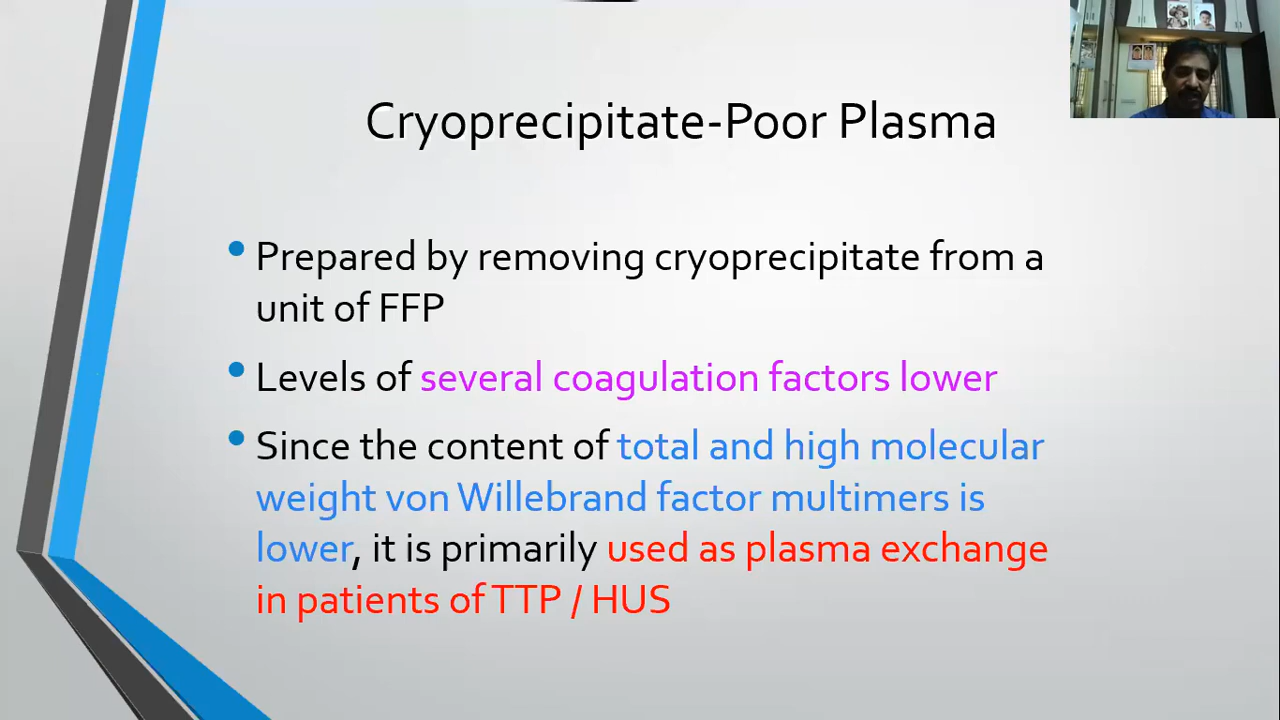 Cryoprecipitate-Poor Plasma
• Prepared by removing cryoprecipitate from a
unit of FFP
• Levels of several coagulation factors lower
• Since the content of total and high molecular
weight von Willebrand factor multimers is
lower, it is primarily used as plasma exchange
in patients of TTP / HUS